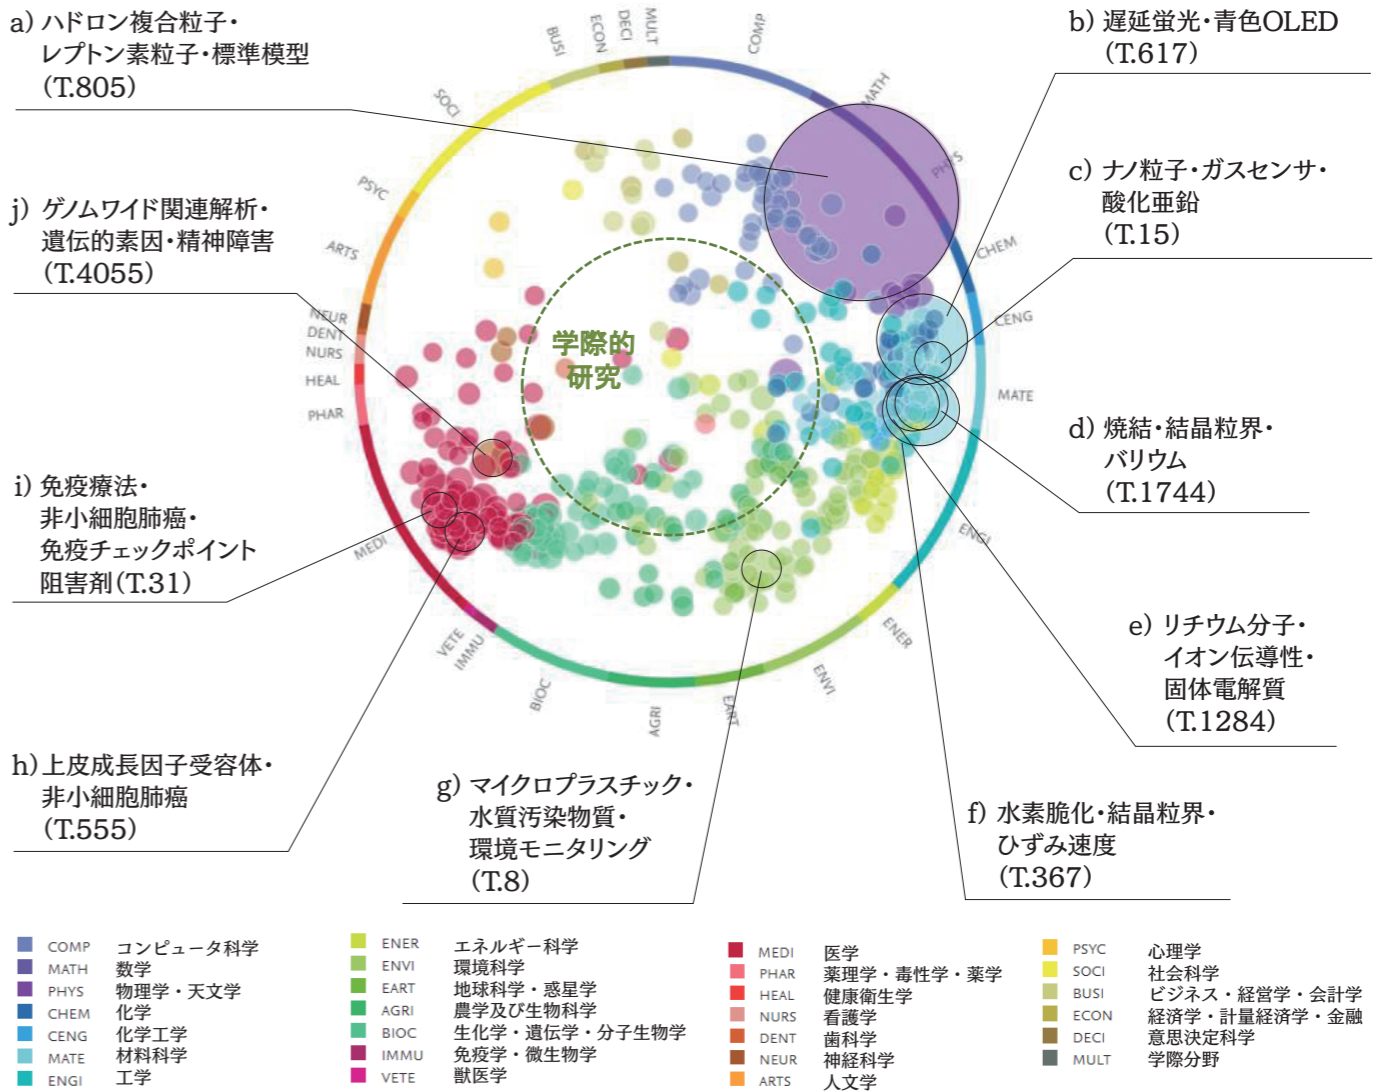 a) ハドロン複合粒子・
レプトン素粒子・標準模型
(T.805)
b) 遅延蛍光・青色OLED
(T.617)
c) ナノ粒子・ガスセンサ・
酸化亜鉛
(T.15)
j) ゲノムワイド関連解析・
遺伝的素因・精神障害
(T.4055)
d) 焼結・結晶粒界・
バリウム
(T.1744)
i) 免疫療法・
非小細胞肺癌・
免疫チェックポイント
阻害剤(T.31)
e) リチウム分子・
イオン伝導性・
固体電解質
(T.1284)
h) 上皮成長因子受容体・
非小細胞肺癌
(T.555)
g) マイクロプラスチック・
水質汚染物質・
環境モニタリング
(T.8)
f) 水素脆化・結晶粒界・
ひずみ速度
(T.367)
学際的
研究
COMP
MATH
PHYS
CHEM
CENG
MATE
ENGI
ENER
ENVI
EART
AGRI
BIOC
IMMU
VETE
MEDI
PHAR
HEAL
NURS
DENT
NEUR
ARTS
PSYC
SOCI
BUSI
ECON
DECI
MULT
COMP コンピュータ科学
MATH 数学
PHYS 物理学・天文学
CHEM 化学
CENG 化学工学
MATE 材料科学
ENGI 工学
ENER エネルギー科学
ENVI 環境科学
EART 地球科学・惑星学
AGRI 農学及び生物科学
BIOC 生化学・遺伝学・分子生物学
IMMU 免疫学・微生物学
VETE 獣医学
MEDI 医学
PHAR 薬理学・毒性学・薬学
HEAL 健康衛生学
NURS 看護学
DENT 歯科学
NEUR 神経科学
ARTS 人文学
PSYC 心理学
SOCI 社会科学
BUSI ビジネス・経営学・会計学
ECON 経済学・計量経済学・金融
DECI 意思決定科学
MULT 学際分野